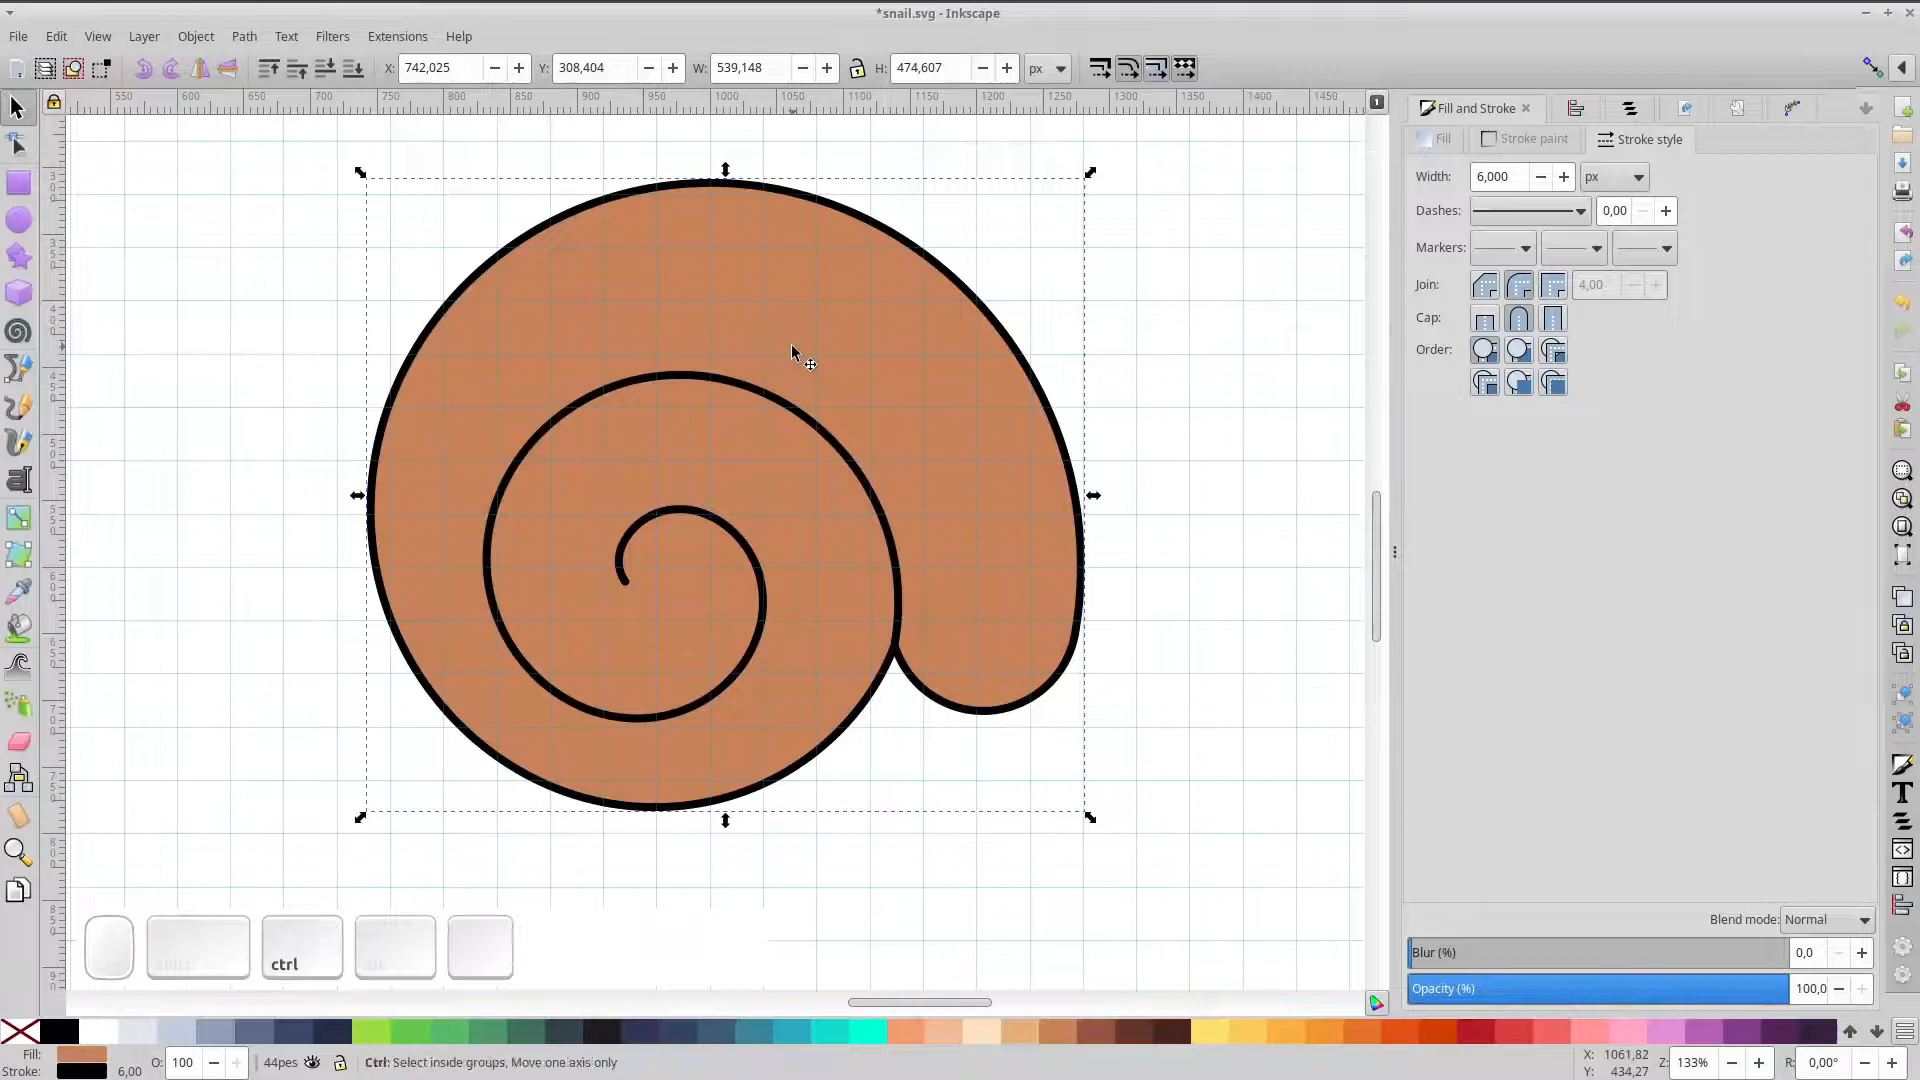 *snail.svg - Inkscape
File Edit View Layer Object Path Text Filters Extensions Help
X: 742,025 Y: 308,404 W: 539,148 H: 474,607 px
550 600 650 700 750 800 850 900 950 1000 1050 1100 1150 1200 1250 1300 1350 1400 1450
1
Fill and Stroke
Fill Stroke paint Stroke style
Width: 6,000 px
Dashes: 0,00
Markers:
Join: 4,00
Cap:
Order:
ctrl
Blend mode: Normal
Blur (%) 0,0
Opacity (%) 100,0
Fill: O: 100 44pes Ctrl: Select inside groups, Move one axis only X: 1061,82 Z: 133% R: 0,00°
Stroke: 6,00 Y: 434,27